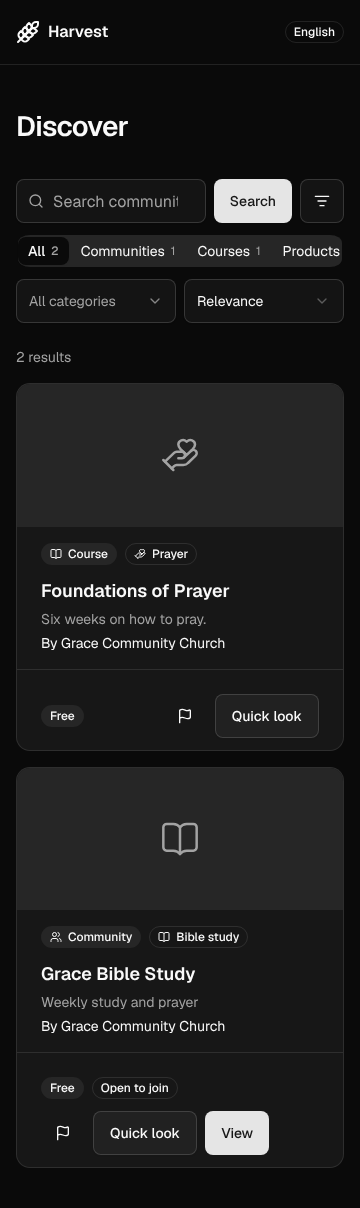 Harvest
English
Discover
Search communit
Search
All 2 Communities 1 Courses 1 Products
All categories
Relevance
2 results
Course
Prayer
Foundations of Prayer
Six weeks on how to pray.
By Grace Community Church
Free
Quick look
Community
Bible study
Grace Bible Study
Weekly study and prayer
By Grace Community Church
Free
Open to join
Quick look
View